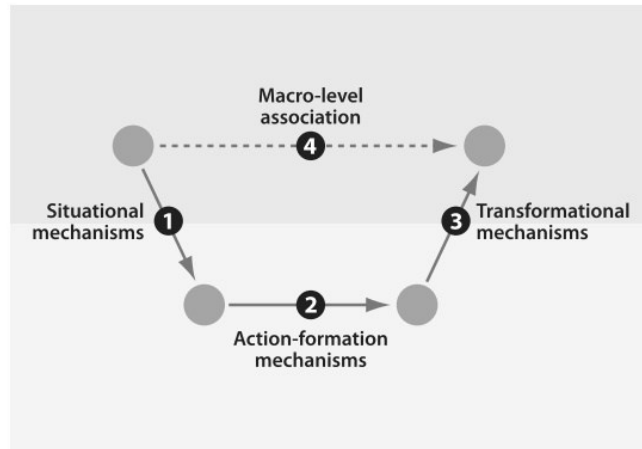 Macro-level
association
4
Situational
mechanisms
1
3
Transformational
mechanisms
2
Action-formation
mechanisms